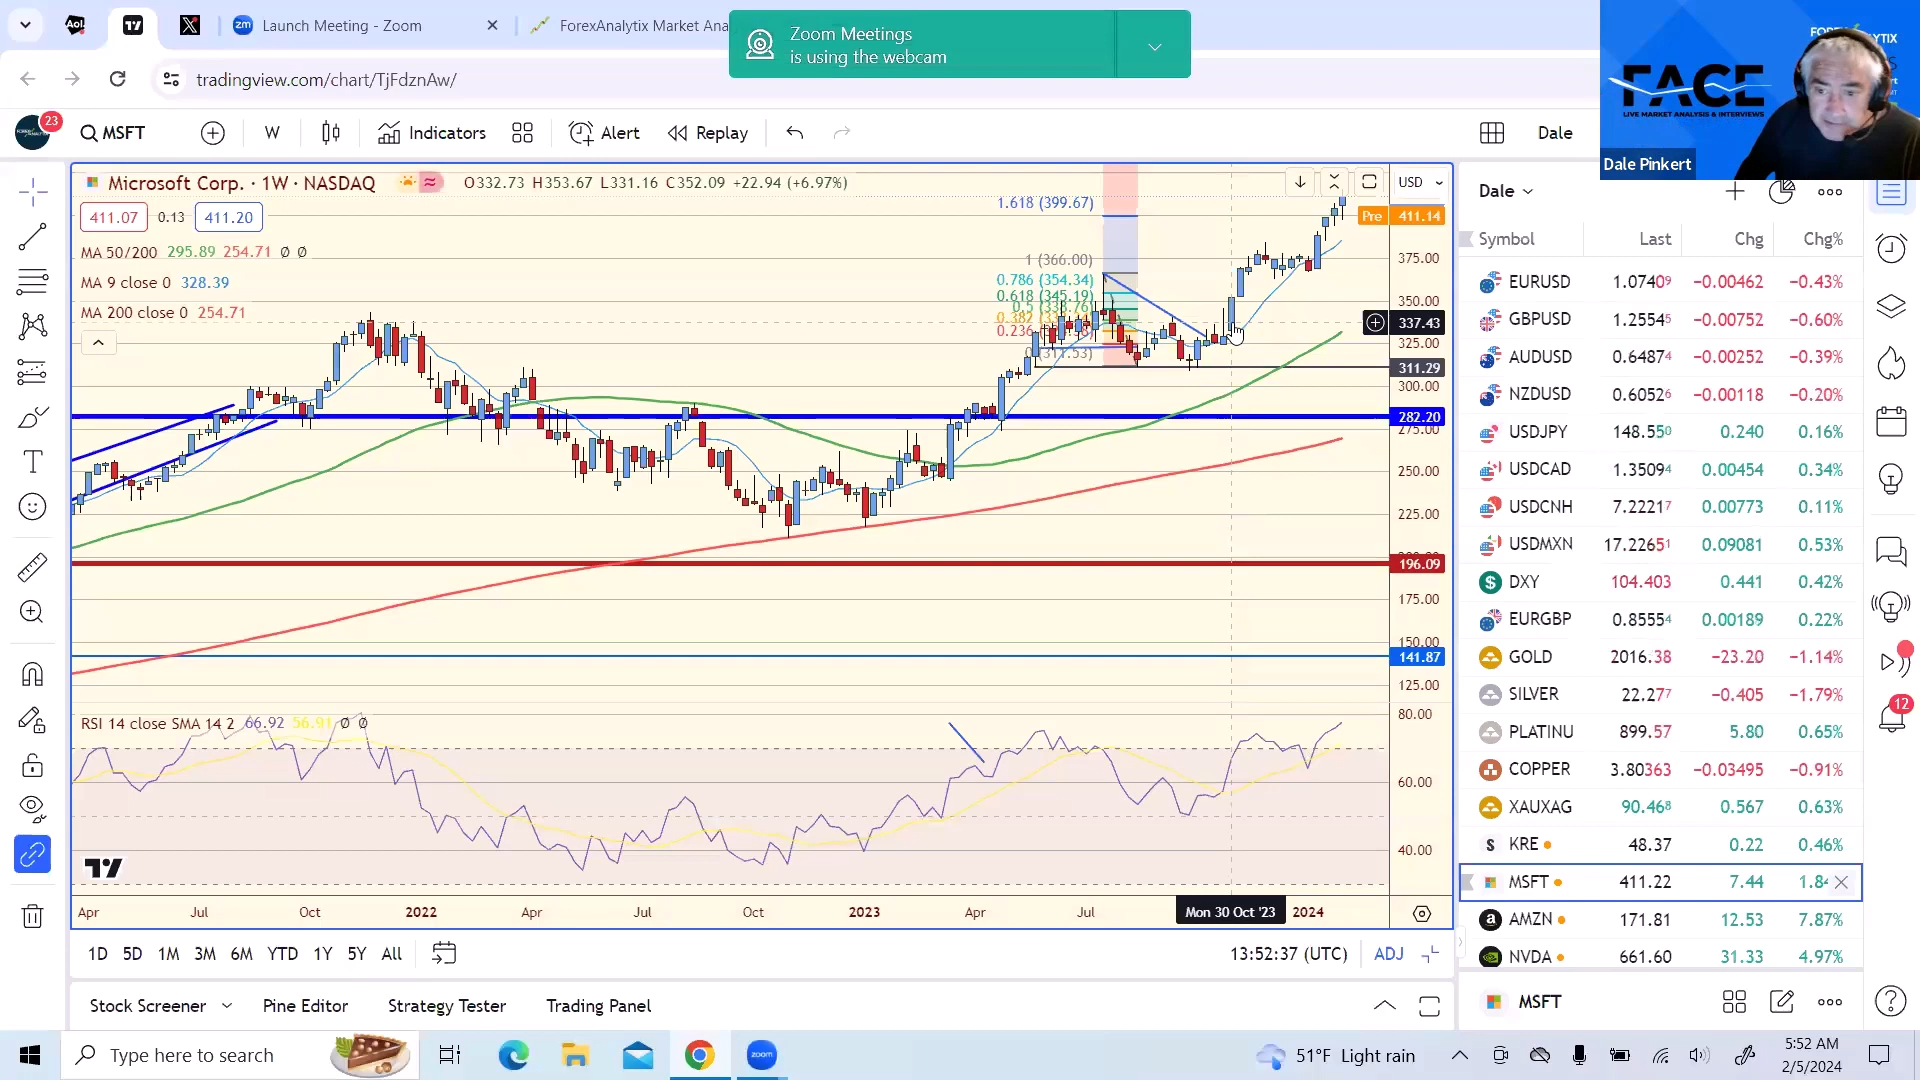 Aol.
Launch Meeting - Zoom
ForexAnalytix Market Ana
Zoom Meetings
is using the webcam
tradingview.com/chart/TjFdznAw/
FACE
LIVE MARKET ANALYSIS & INTERVIEWS
Dale Pinkert
23
MSFT
W
Indicators
Alert
Replay
Dale
Microsoft Corp. · 1W · NASDAQ
O332.73 H353.67 L331.16 C352.09 +22.94 (+6.97%)
USD
411.07 0.13 411.20
MA 50/200 295.89 254.71 Ø Ø
MA 9 close 0 328.39
MA 200 close 0 254.71
1.618 (399.67)
1 (366.00)
0.786 (354.34)
0.618 (345.19)
Pre 411.14
375.00
350.00
337.43
325.00
311.29
300.00
282.20
275.00
250.00
225.00
196.09
175.00
150.00
141.87
125.00
RSI 14 close SMA 14 2 66.92 56.91 Ø Ø
80.00
60.00
40.00
Apr Jul Oct 2022 Apr Jul Oct 2023 Apr Jul Mon 30 Oct '23 2024
1D 5D 1M 3M 6M YTD 1Y 5Y All
13:52:37 (UTC) ADJ
Stock Screener Pine Editor Strategy Tester Trading Panel
Dale
Symbol Last Chg Chg%
EURUSD 1.07409 −0.00462 −0.43%
GBPUSD 1.25545 −0.00752 −0.60%
AUDUSD 0.64874 −0.00252 −0.39%
NZDUSD 0.60526 −0.00118 −0.20%
USDJPY 148.550 0.240 0.16%
USDCAD 1.35094 0.00454 0.34%
USDCNH 7.22217 0.00773 0.11%
USDMXN 17.22651 0.09081 0.53%
DXY 104.403 0.441 0.42%
EURGBP 0.85554 0.00189 0.22%
GOLD 2016.38 −23.20 −1.14%
SILVER 22.277 −0.405 −1.79%
PLATINU 899.57 5.80 0.65%
COPPER 3.80363 −0.03495 −0.91%
XAUXAG 90.468 0.567 0.63%
KRE 48.37 0.22 0.46%
MSFT 411.22 7.44 1.84
AMZN 171.81 12.53 7.87%
NVDA 661.60 31.33 4.97%
MSFT
12
Type here to search
zoom
51°F Light rain
5:52 AM
2/5/2024